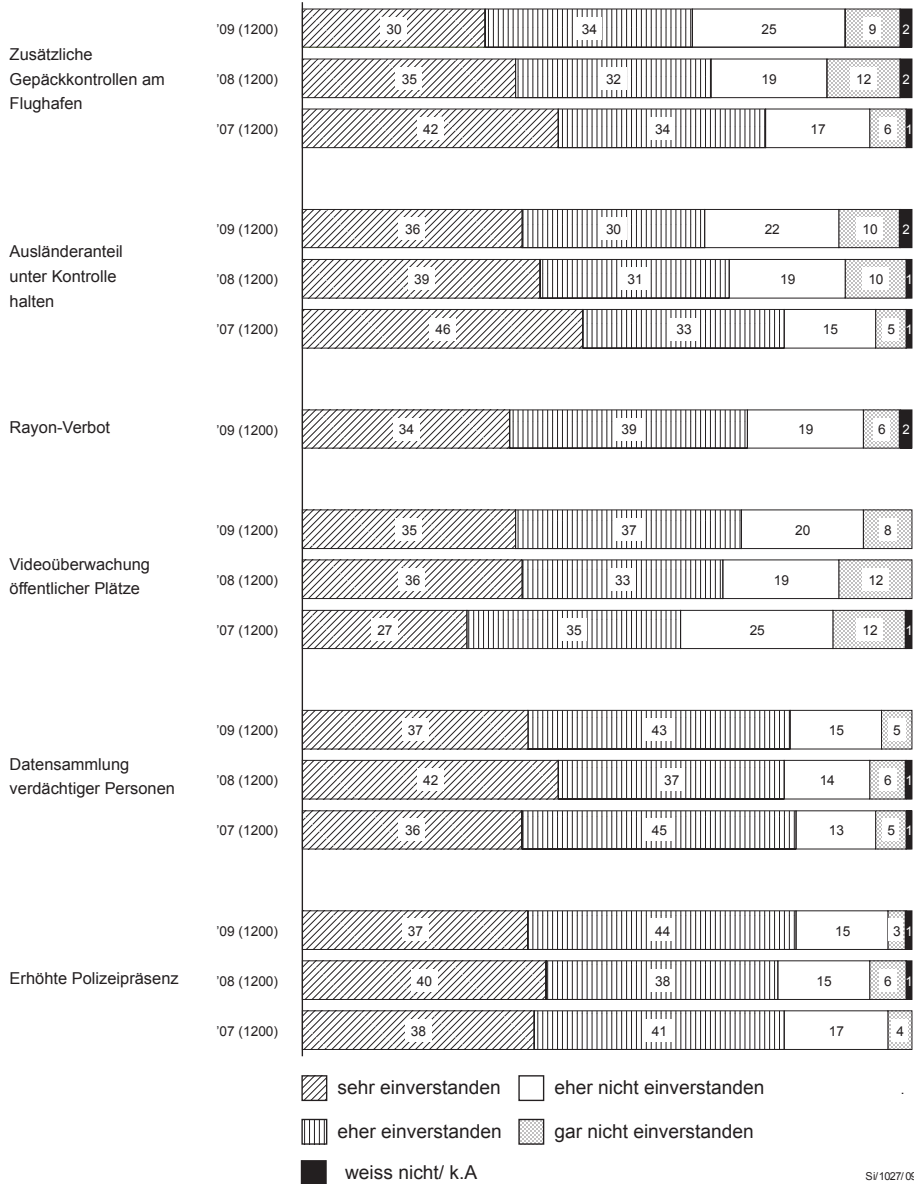 '09 (1200) 30 34 25 9 2
Zusätzliche
Gepäckkontrollen am
Flughafen
'08 (1200) 35 32 19 12 2
'07 (1200) 42 34 17 6 1
'09 (1200) 36 30 22 10 2
Ausländeranteil
unter Kontrolle
halten
'08 (1200) 39 31 19 10 1
'07 (1200) 46 33 15 5 1
Rayon-Verbot '09 (1200) 34 39 19 6 2
'09 (1200) 35 37 20 8
Videoüberwachung
öffentlicher Plätze
'08 (1200) 36 33 19 12
'07 (1200) 27 35 25 12 1
'09 (1200) 37 43 15 5
Datensammlung
verdächtiger Personen
'08 (1200) 42 37 14 6 1
'07 (1200) 36 45 13 5 1
'09 (1200) 37 44 15 3 1
Erhöhte Polizeipräsenz '08 (1200) 40 38 15 6 1
'07 (1200) 38 41 17 4
sehr einverstanden eher nicht einverstanden .
eher einverstanden gar nicht einverstanden
weiss nicht/ k.A
Si/1027/09